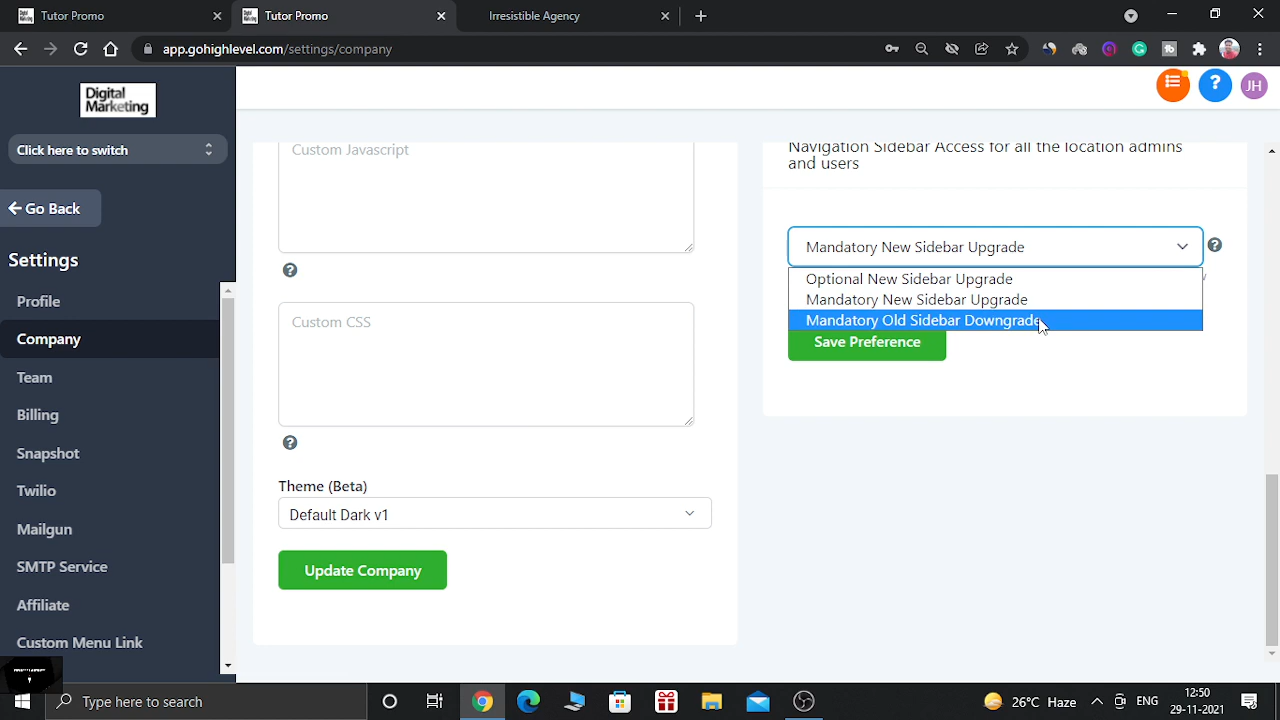 Tutor Promo
Tutor Promo
Irresistible Agency
app.gohighlevel.com/settings/company
Digital
Marketing
Click here to switch
Go Back
Settings
Profile
Company
Team
Billing
Snapshot
Twilio
Mailgun
SMTP Service
Affiliate
Custom Menu Link
JH
Custom Javascript
Custom CSS
Theme (Beta)
Default Dark v1
Update Company
Navigation Sidebar Access for all the location admins
and users
Mandatory New Sidebar Upgrade
Optional New Sidebar Upgrade
Mandatory New Sidebar Upgrade
Mandatory Old Sidebar Downgrade
Save Preference
Type here to search
26°C Haze
ENG
12:50
29-11-2021